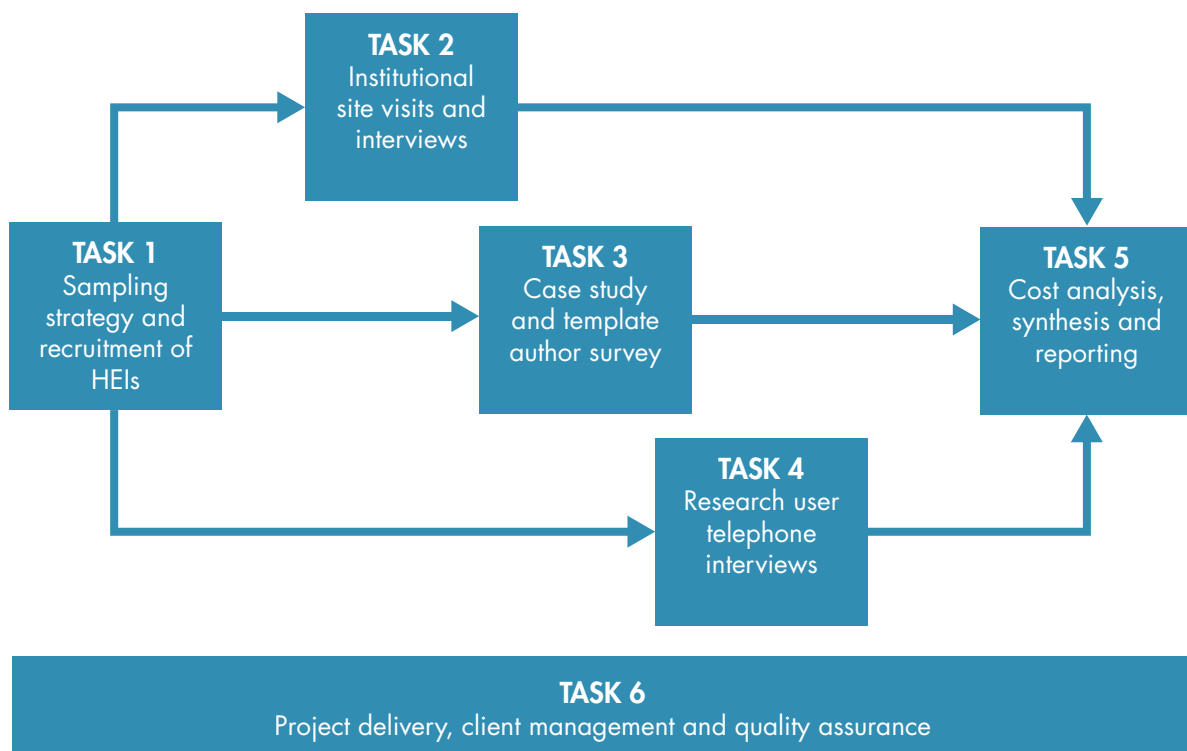 TASK 2
Institutional
site visits and
interviews
TASK 1
Sampling
strategy and
recruitment of
HEIs
TASK 3
Case study
and template
author survey
TASK 5
Cost analysis,
synthesis and
reporting
TASK 4
Research user
telephone
interviews
TASK 6
Project delivery, client management and quality assurance